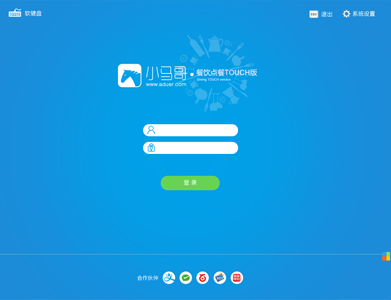 软键盘
退出
系统设置
小马哥·餐饮点餐TOUCH版
www.aduer.com
Dining TOUCH version
登录
合作伙伴: